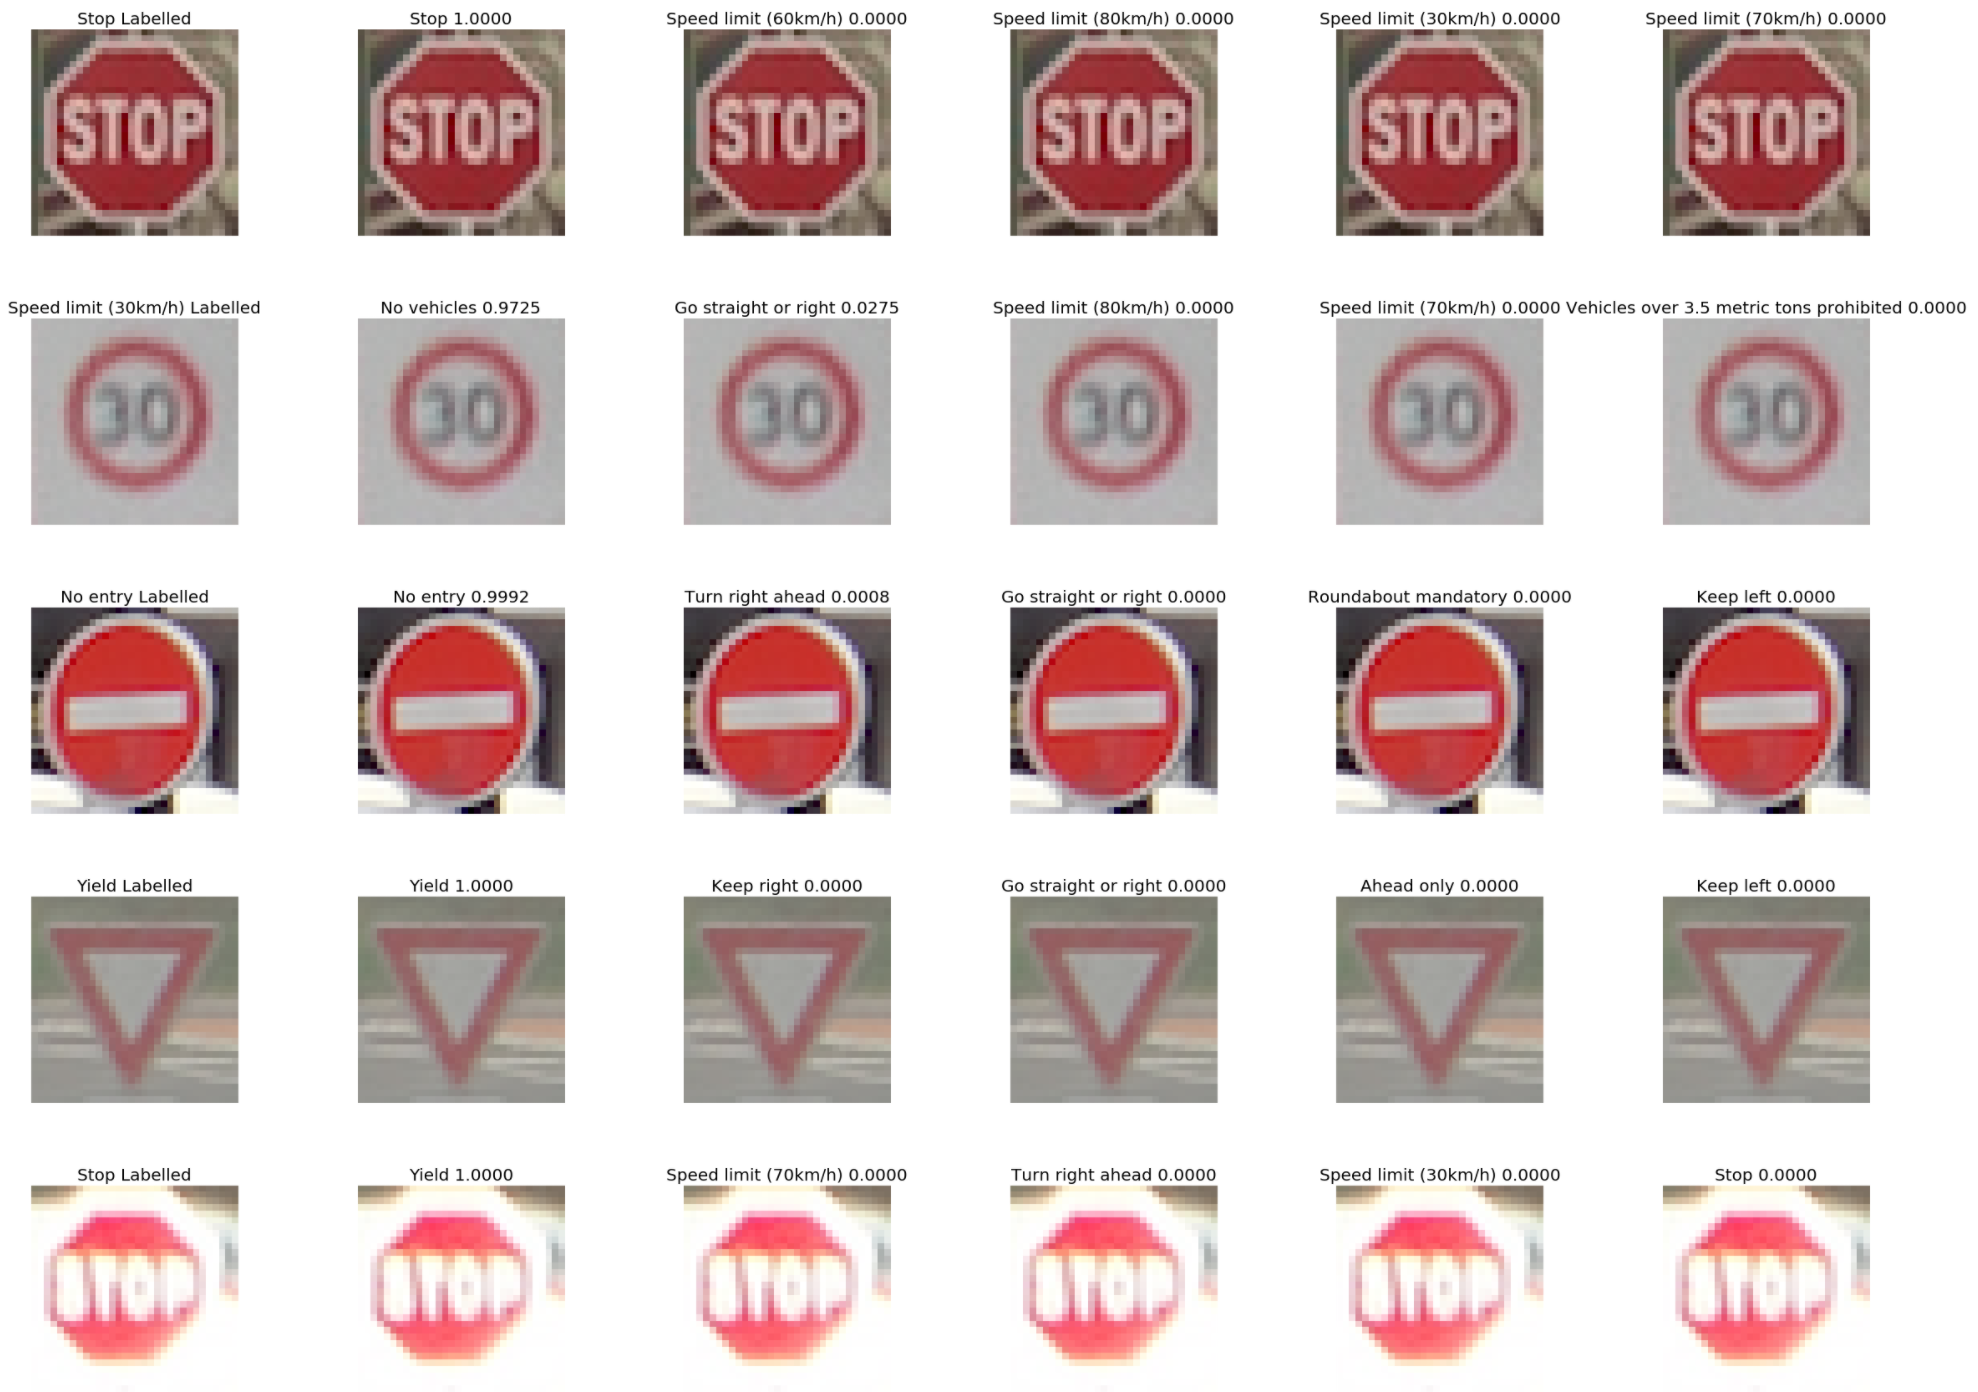 Stop Labelled
Stop 1.0000
Speed limit (60km/h) 0.0000
Speed limit (80km/h) 0.0000
Speed limit (30km/h) 0.0000
Speed limit (70km/h) 0.0000
STOP
STOP
STOP
STOP
STOP
STOP
Speed limit (30km/h) Labelled
No vehicles 0.9725
Go straight or right 0.0275
Speed limit (80km/h) 0.0000
Speed limit (70km/h) 0.0000
Vehicles over 3.5 metric tons prohibited 0.0000
30
30
30
30
30
30
No entry Labelled
No entry 0.9992
Turn right ahead 0.0008
Go straight or right 0.0000
Roundabout mandatory 0.0000
Keep left 0.0000
Yield Labelled
Yield 1.0000
Keep right 0.0000
Go straight or right 0.0000
Ahead only 0.0000
Keep left 0.0000
Stop Labelled
Yield 1.0000
Speed limit (70km/h) 0.0000
Turn right ahead 0.0000
Speed limit (30km/h) 0.0000
Stop 0.0000
STOP
STOP
STOP
STOP
STOP
STOP